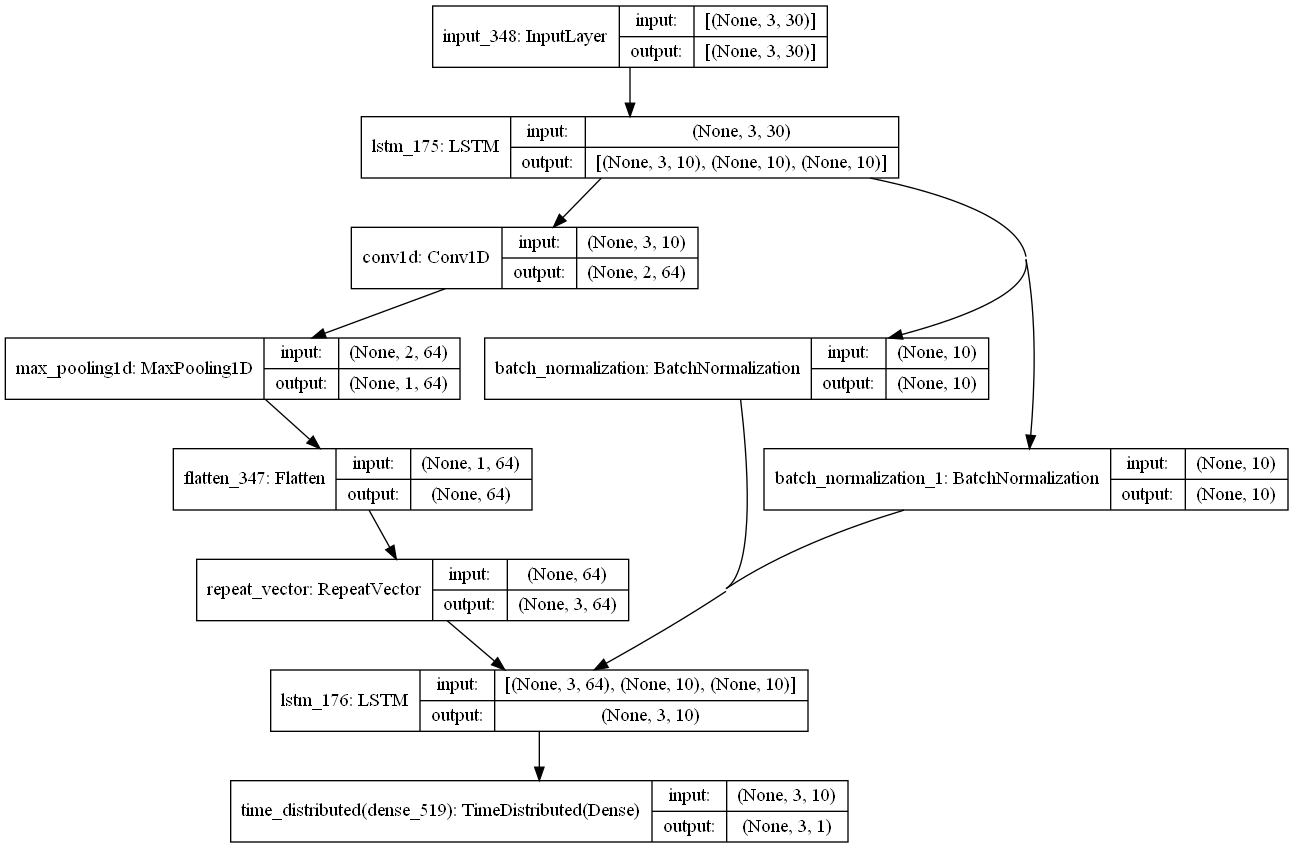 input_348: InputLayer
input: [(None, 3, 30)]
output: [(None, 3, 30)]
lstm_175: LSTM
input: (None, 3, 30)
output: [(None, 3, 10), (None, 10), (None, 10)]
conv1d: Conv1D
input: (None, 3, 10)
output: (None, 2, 64)
max_pooling1d: MaxPooling1D
input: (None, 2, 64)
output: (None, 1, 64)
batch_normalization: BatchNormalization
input: (None, 10)
output: (None, 10)
flatten_347: Flatten
input: (None, 1, 64)
output: (None, 64)
batch_normalization_1: BatchNormalization
input: (None, 10)
output: (None, 10)
repeat_vector: RepeatVector
input: (None, 64)
output: (None, 3, 64)
lstm_176: LSTM
input: [(None, 3, 64), (None, 10), (None, 10)]
output: (None, 3, 10)
time_distributed(dense_519): TimeDistributed(Dense)
input: (None, 3, 10)
output: (None, 3, 1)